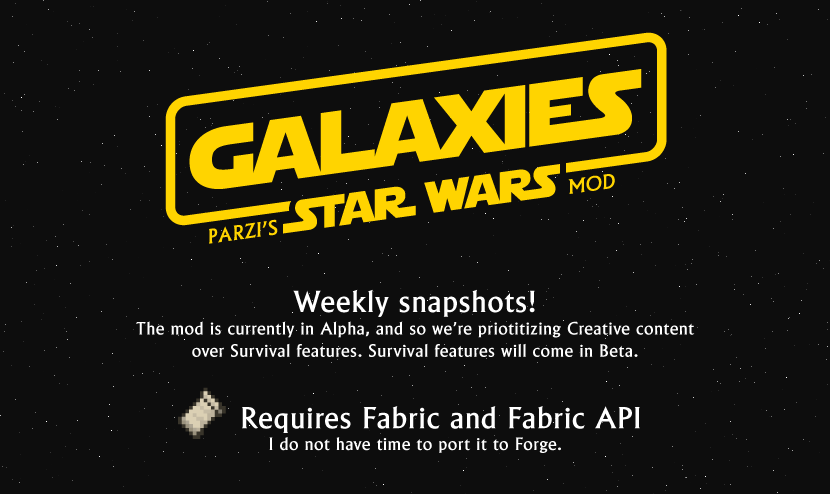 GALAXIES
PARZI'S STAR WARS MOD
Weekly snapshots!
The mod is currently in Alpha, and so we're priotitizing Creative content
over Survival features. Survival features will come in Beta.
Requires Fabric and Fabric API
I do not have time to port it to Forge.